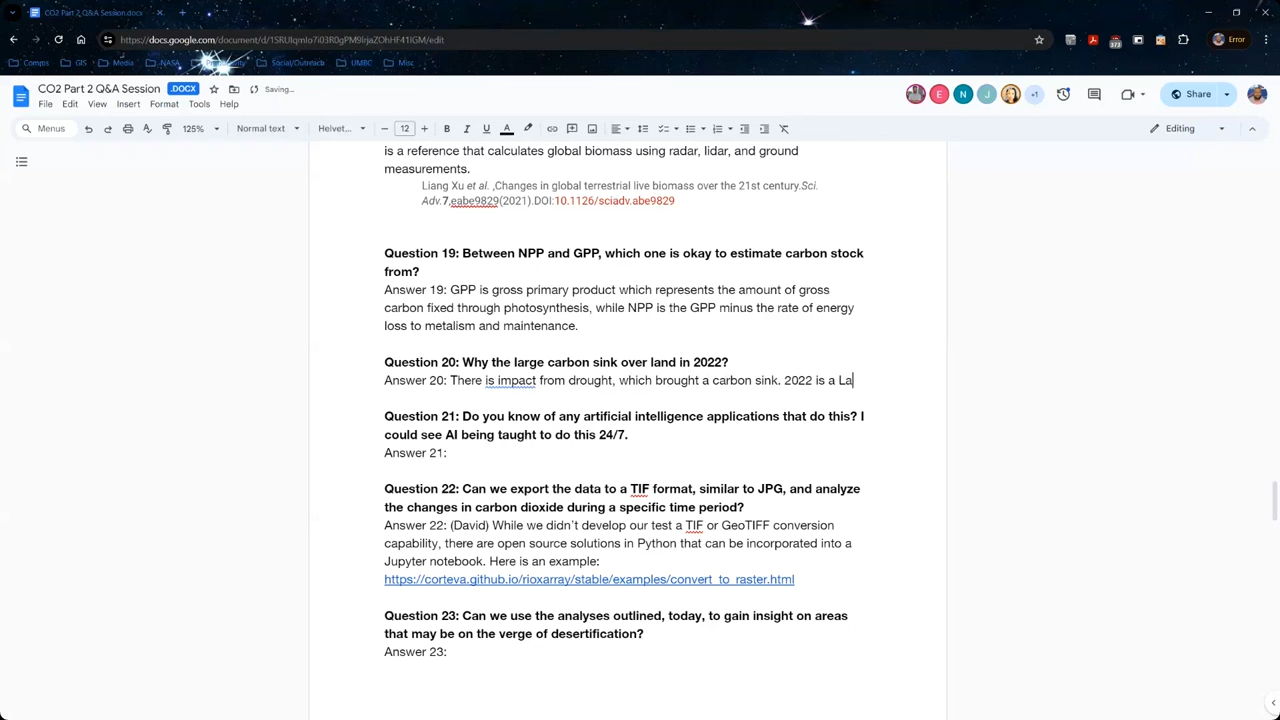 CO2 Part 2 Q&A Session.docx
https://docs.google.com/document/d/1SRUlqmIo7i03R0gPM9lrjaZOhHF41IGM/edit
373
Error
Comps GIS Media NASA Social/Outreach UMBC Misc
CO2 Part 2 Q&A Session .DOCX Saving...
File Edit View Insert Format Tools Help
E N J +1 Share
Menus 125% Normal text Helvet... 12 Editing
is a reference that calculates global biomass using radar, lidar, and ground
measurements.
Liang Xu et al. ,Changes in global terrestrial live biomass over the 21st century.Sci.
Adv.7,eabe9829(2021).DOI:10.1126/sciadv.abe9829
Question 19: Between NPP and GPP, which one is okay to estimate carbon stock
from?
Answer 19: GPP is gross primary product which represents the amount of gross
carbon fixed through photosynthesis, while NPP is the GPP minus the rate of energy
loss to metalism and maintenance.
Question 20: Why the large carbon sink over land in 2022?
Answer 20: There is impact from drought, which brought a carbon sink. 2022 is a La
Question 21: Do you know of any artificial intelligence applications that do this? I
could see AI being taught to do this 24/7.
Answer 21:
Question 22: Can we export the data to a TIF format, similar to JPG, and analyze
the changes in carbon dioxide during a specific time period?
Answer 22: (David) While we didn't develop our test a TIF or GeoTIFF conversion
capability, there are open source solutions in Python that can be incorporated into a
Jupyter notebook. Here is an example:
https://corteva.github.io/rioxarray/stable/examples/convert_to_raster.html
Question 23: Can we use the analyses outlined, today, to gain insight on areas
that may be on the verge of desertification?
Answer 23: